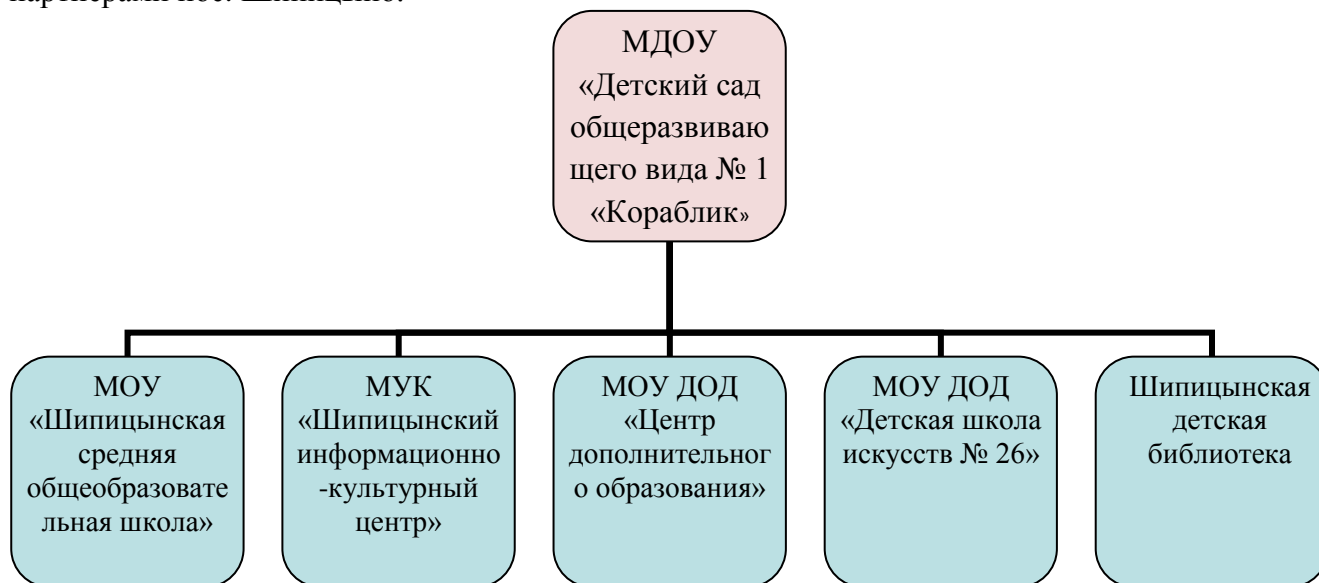 партнерами пос. Шипицыно.
МДОУ
«Детский сад
общеразвиваю
щего вида № 1
«Кораблик»
МОУ
«Шипицынская
средняя
общеобразовате
льная школа»
МУК
«Шипицынский
информационно
-культурный
центр»
МОУ ДОД
«Центр
дополнительног
о образования»
МОУ ДОД
«Детская школа
искусств № 26»
Шипицынская
детская
библиотека